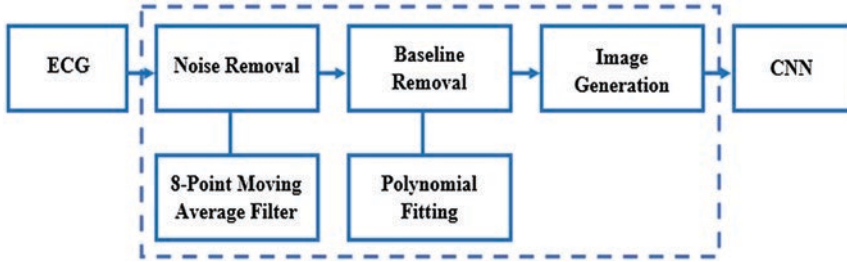 ECG
Noise Removal
Baseline
Removal
Image
Generation
CNN
8-Point Moving
Average Filter
Polynomial
Fitting